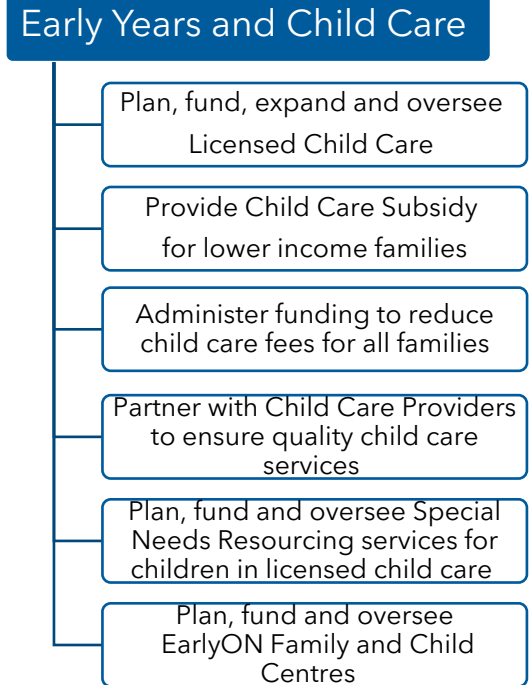 Early Years and Child Care
Plan, fund, expand and oversee
Licensed Child Care
Provide Child Care Subsidy
for lower income families
Administer funding to reduce
child care fees for all families
Partner with Child Care Providers
to ensure quality child care
services
Plan, fund and oversee Special
Needs Resourcing services for
children in licensed child care
Plan, fund and oversee
EarlyON Family and Child
Centres